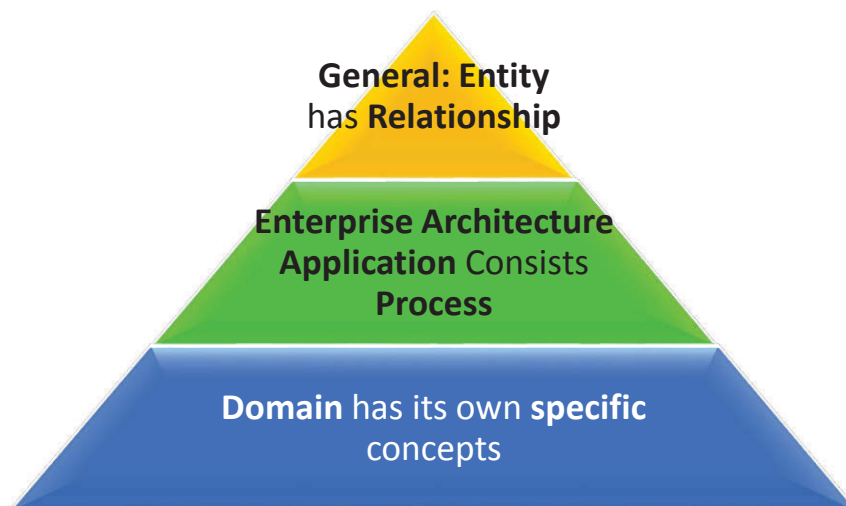 General: Entity
has Relationship
Enterprise Architecture
Application Consists
Process
Domain has its own specific
concepts